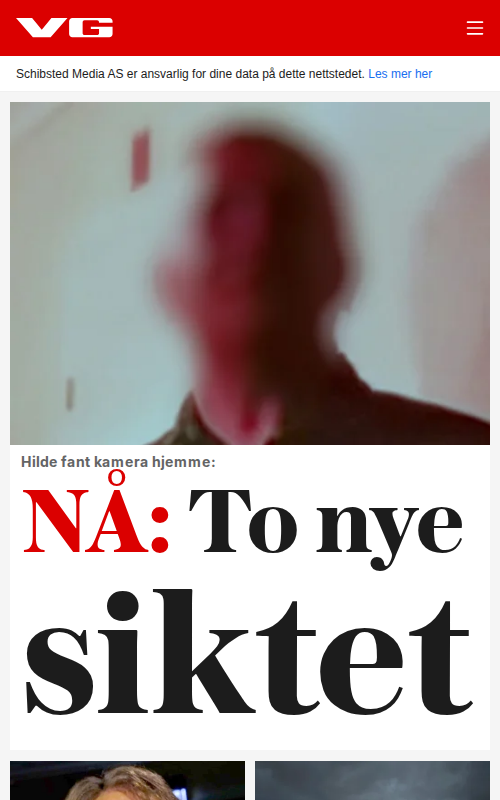 VG
Schibsted Media AS er ansvarlig for dine data på dette nettstedet. Les mer her
Hilde fant kamera hjemme:
NÅ: To nye
siktet